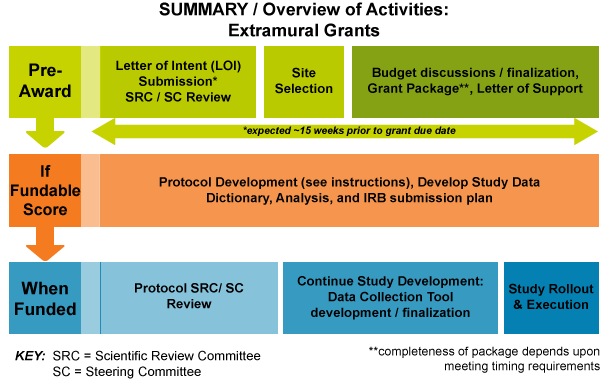 SUMMARY / Overview of Activities:
Extramural Grants
Pre-
Award
Letter of Intent (LOI)
Submission*
SRC / SC Review
Site
Selection
Budget discussions / finalization,
Grant Package**, Letter of Support
*expected ~15 weeks prior to grant due date
If
Fundable
Score
Protocol Development (see instructions), Develop Study Data
Dictionary, Analysis, and IRB submission plan
When
Funded
Protocol SRC/ SC
Review
Continue Study Development:
Data Collection Tool
development / finalization
Study Rollout
& Execution
KEY: SRC = Scientific Review Committee
SC = Steering Committee
**completeness of package depends upon
meeting timing requirements